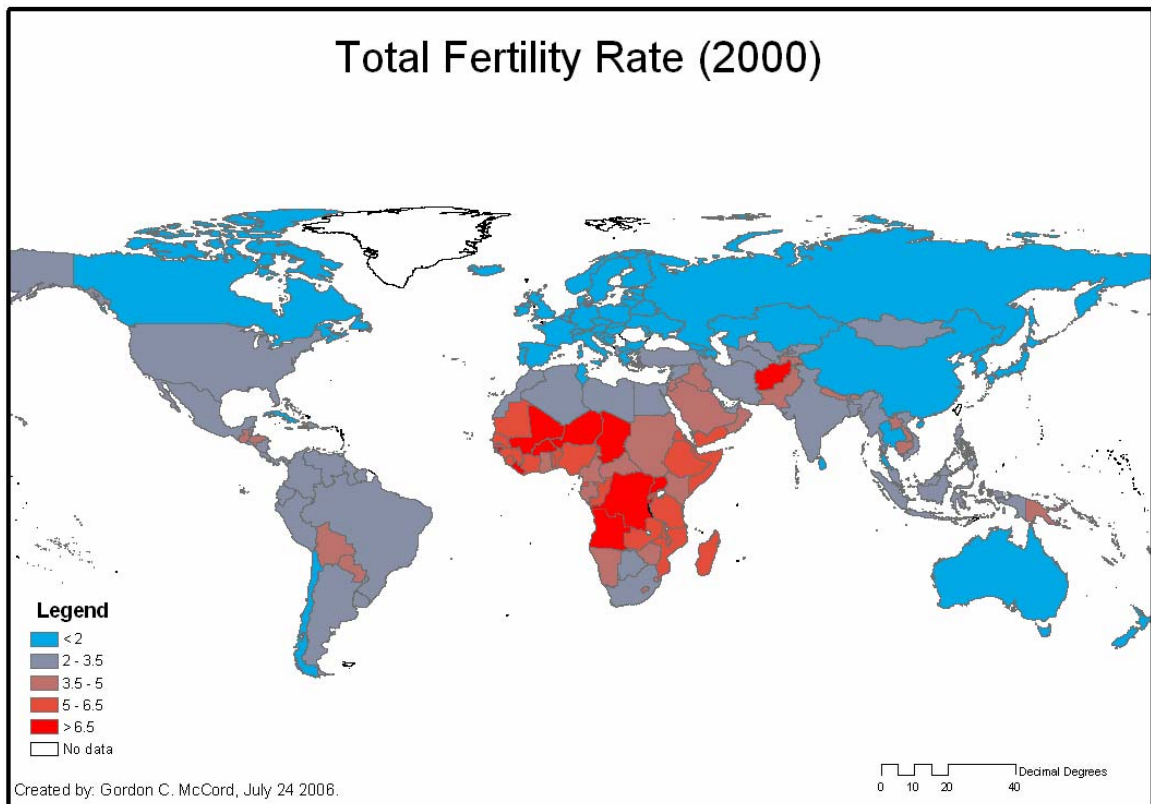 Total Fertility Rate (2000)
Legend
< 2
2 - 3.5
3.5 - 5
5 - 6.5
> 6.5
No data
Decimal Degrees
0 10 20 40
Created by: Gordon C. McCord, July 24 2006.